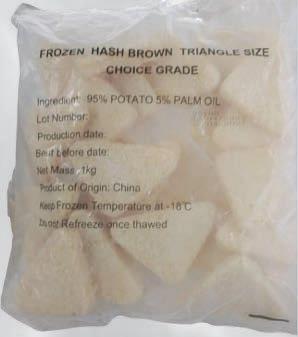 FROZEN HASH BROWN TRIANGLE SIZE
CHOICE GRADE
Ingredient: 95% POTATO 5% PALM OIL
Lot Number:
Production date:
Best before date:
Net Mass: 1kg
Product of Origin: China
Keep Frozen Temperature at -18℃
Do not Refreeze once thawed